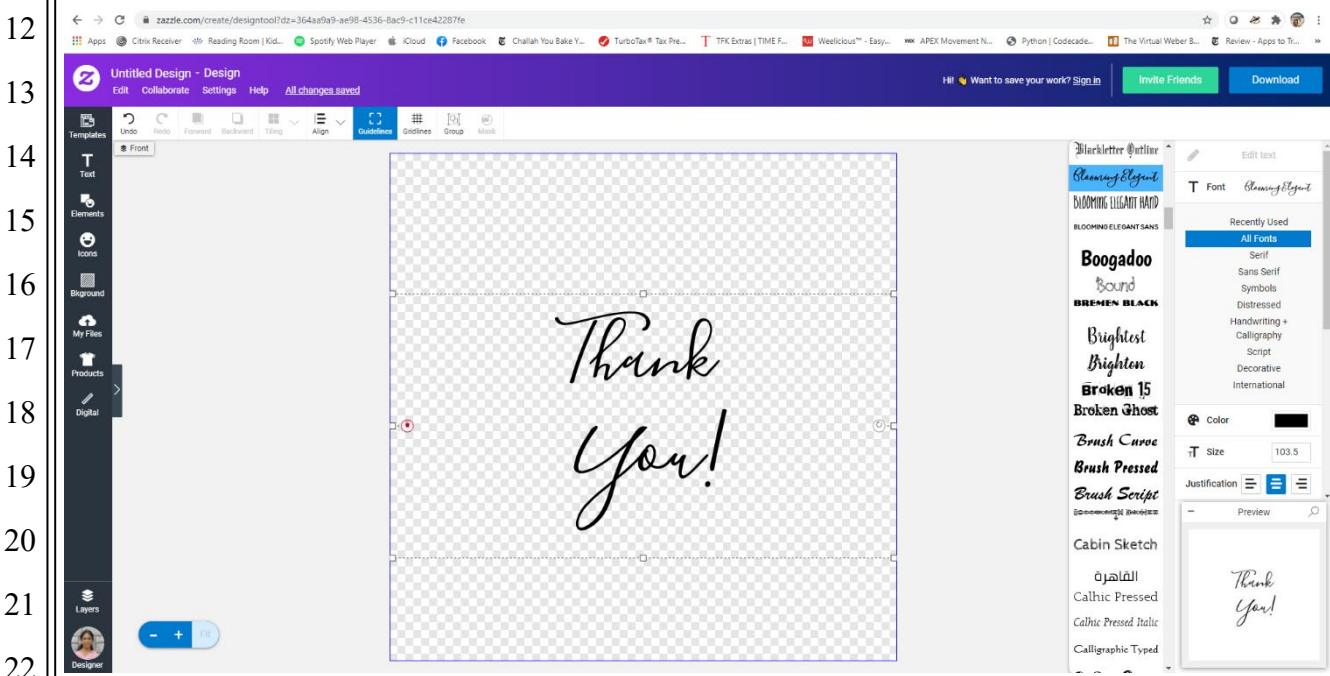 12
zazzle.com/create/designtool?dz=364aa9a9-ae98-4536-8ac9-c11ce42287fe
Apps Citrix Receiver Reading Room | Kid... Spotify Web Player iCloud Facebook Challah You Bake Y... TurboTax® Tax Pre... TFK Extras | TIME F... Weelicious™ - Easy... APEX Movement N... Python | Codecade... The Virtual Weber B... Review - Apps to Tr... »
13
Untitled Design - Design
Edit Collaborate Settings Help All changes saved
Hi! Want to save your work? Sign in
Invite Friends
Download
Templates
Undo Redo Forward Backward Tiling Align Guidelines Gridlines Group Mask
14
Front
Text
15
Elements
Icons
16
Bkground
My Files
17
Products
18
Digital
19
20
21
Layers
Designer
22
- + Fit
Thank
You!
Blackletter Outline
Blooming Elegant
BLOOMING ELEGANT HAND
BLOOMING ELEGANT SANS
Boogadoo
Bound
BREMEN BLACK
Brightest
Brighton
Broken 15
Broken Ghost
Brush Curve
Brush Pressed
Brush Script
Cabin Sketch
القاهرة
Calhic Pressed
Calhic Pressed Italic
Calligraphic Typed
Edit text
T Font Blooming Elegant
Recently Used
All Fonts
Serif
Sans Serif
Symbols
Distressed
Handwriting +
Calligraphy
Script
Decorative
International
Color
Size 103.5
Justification
Preview
Thank
You!